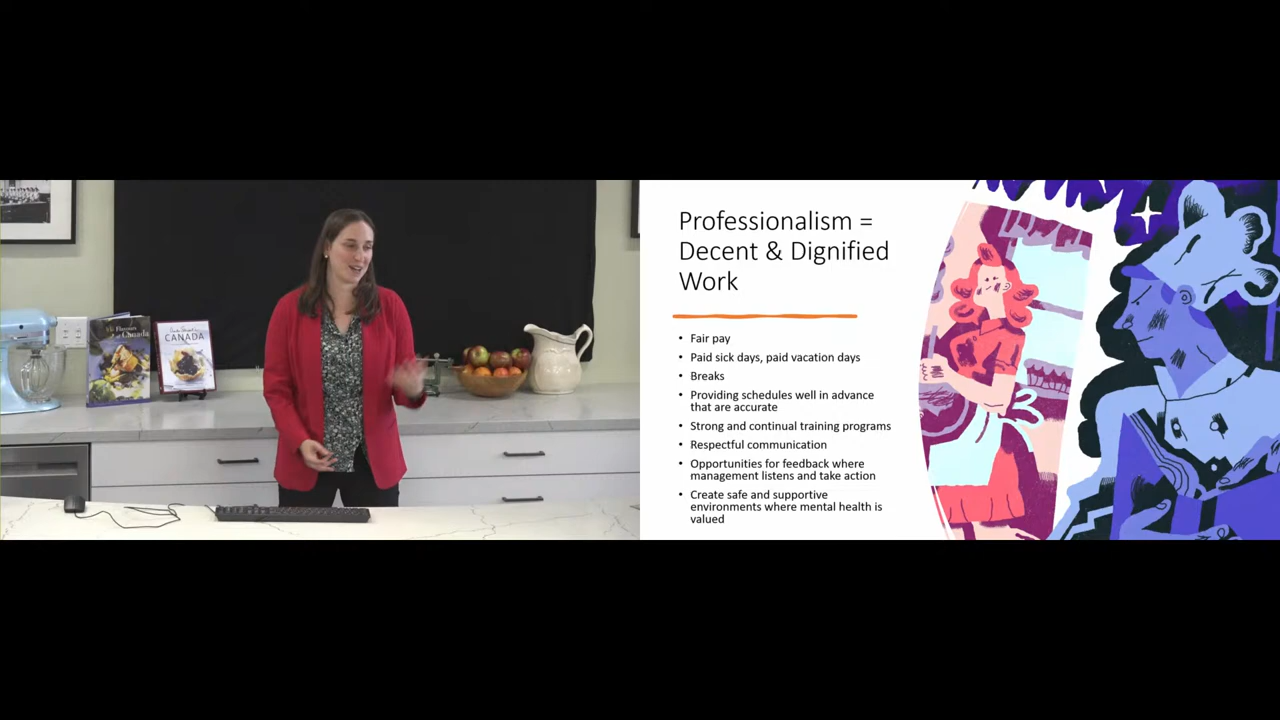 Flavours
of Canada
CANADA
Professionalism =
Decent & Dignified
Work
• Fair pay
• Paid sick days, paid vacation days
• Breaks
• Providing schedules well in advance
that are accurate
• Strong and continual training programs
• Respectful communication
• Opportunities for feedback where
management listens and take action
• Create safe and supportive
environments where mental health is
valued